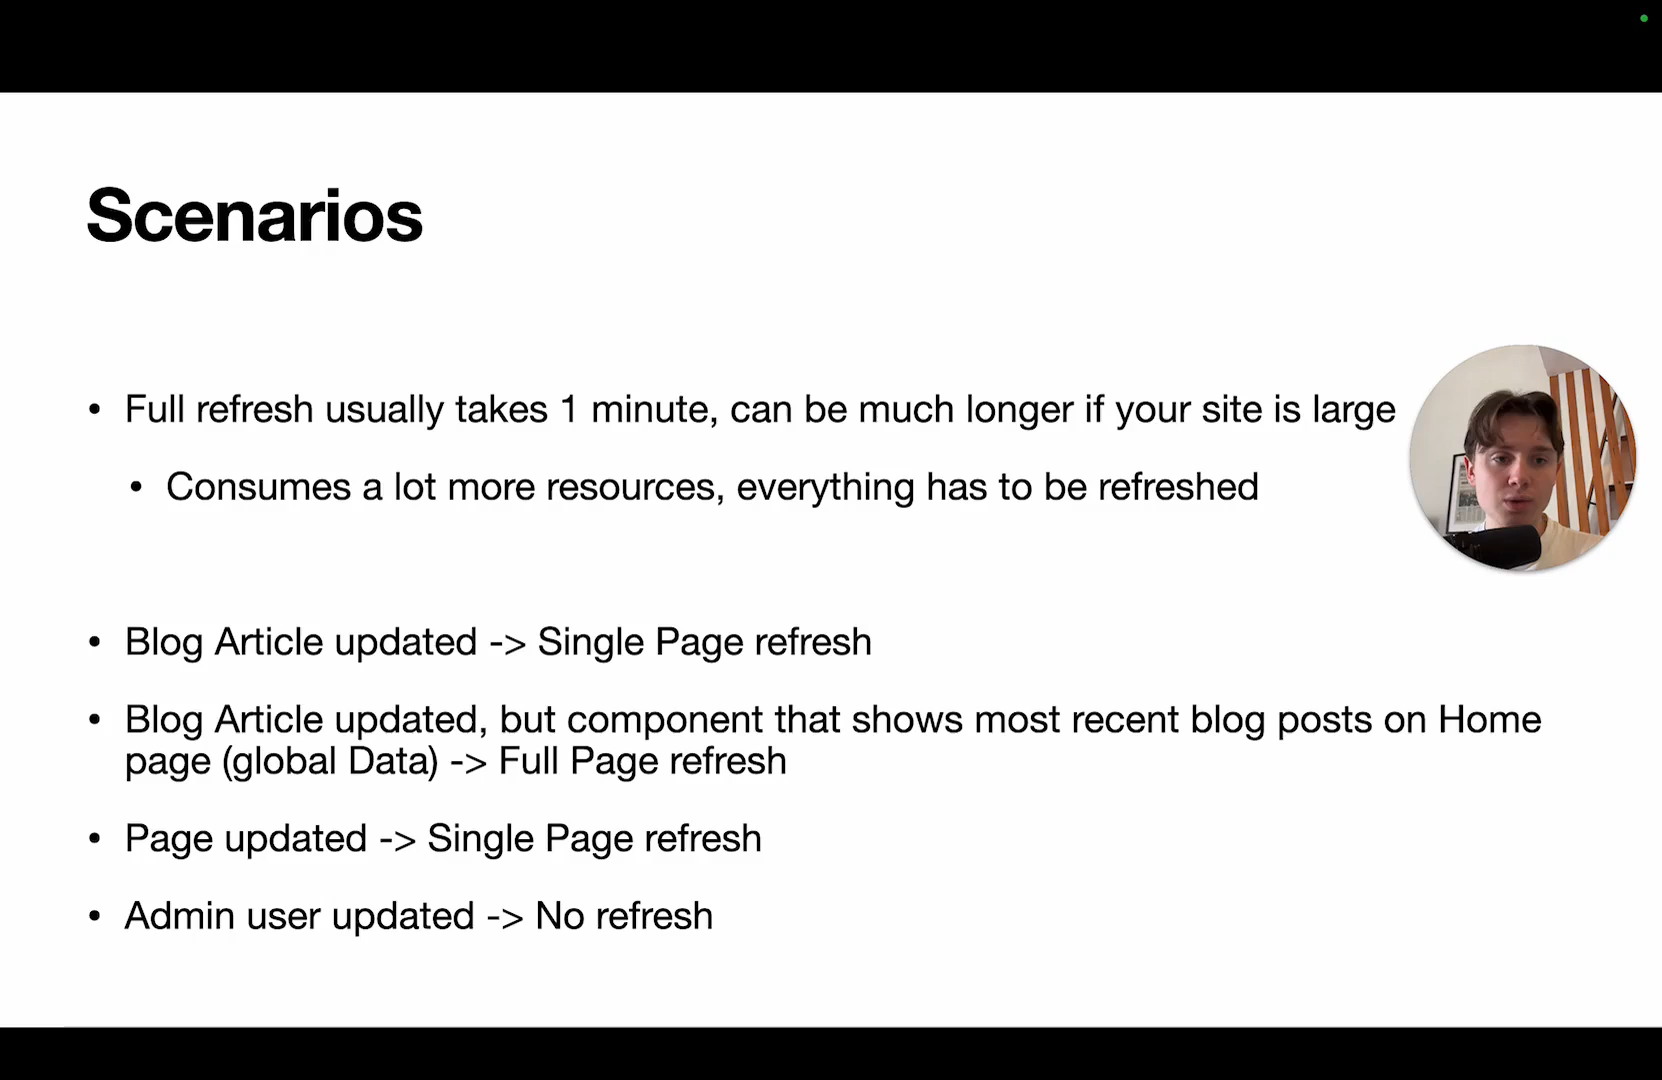 Scenarios
• Full refresh usually takes 1 minute, can be much longer if your site is large
• Consumes a lot more resources, everything has to be refreshed
• Blog Article updated -> Single Page refresh
• Blog Article updated, but component that shows most recent blog posts on Home
page (global Data) -> Full Page refresh
• Page updated -> Single Page refresh
• Admin user updated -> No refresh